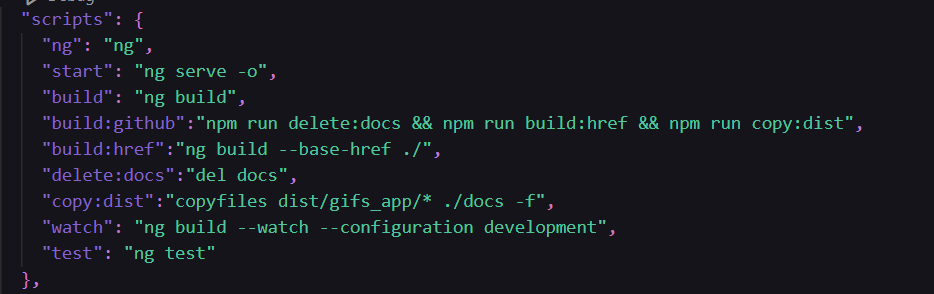 Debug
"scripts": {
"ng": "ng",
"start": "ng serve -o",
"build": "ng build",
"build:github":"npm run delete:docs && npm run build:href && npm run copy:dist",
"build:href":"ng build --base-href ./",
"delete:docs":"del docs",
"copy:dist":"copyfiles dist/gifs_app/* ./docs -f",
"watch": "ng build --watch --configuration development",
"test": "ng test"
},